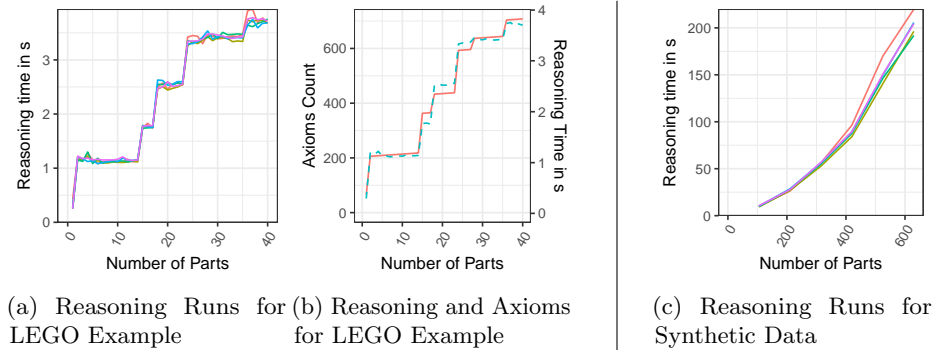 Reasoning time in s
3
2
1
0
0
10
20
30
40
Number of Parts
Axioms Count
600
400
200
0
4
3
2
1
0
Reasoning Time in s
0
10
20
30
40
Number of Parts
Reasoning time in s
200
150
100
50
0
0
200
400
600
Number of Parts
(a) Reasoning Runs for
LEGO Example
(b) Reasoning and Axioms
for LEGO Example
(c) Reasoning Runs for
Synthetic Data